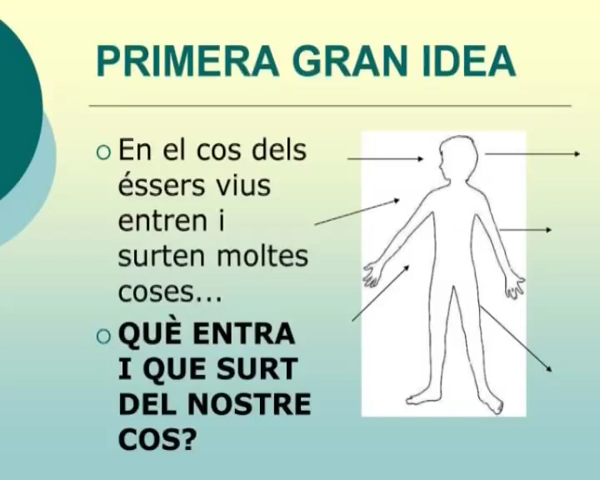 PRIMERA GRAN IDEA
En el cos dels
éssers vius
entren i
surten moltes
coses...
QUÈ ENTRA
I QUE SURT
DEL NOSTRE
COS?